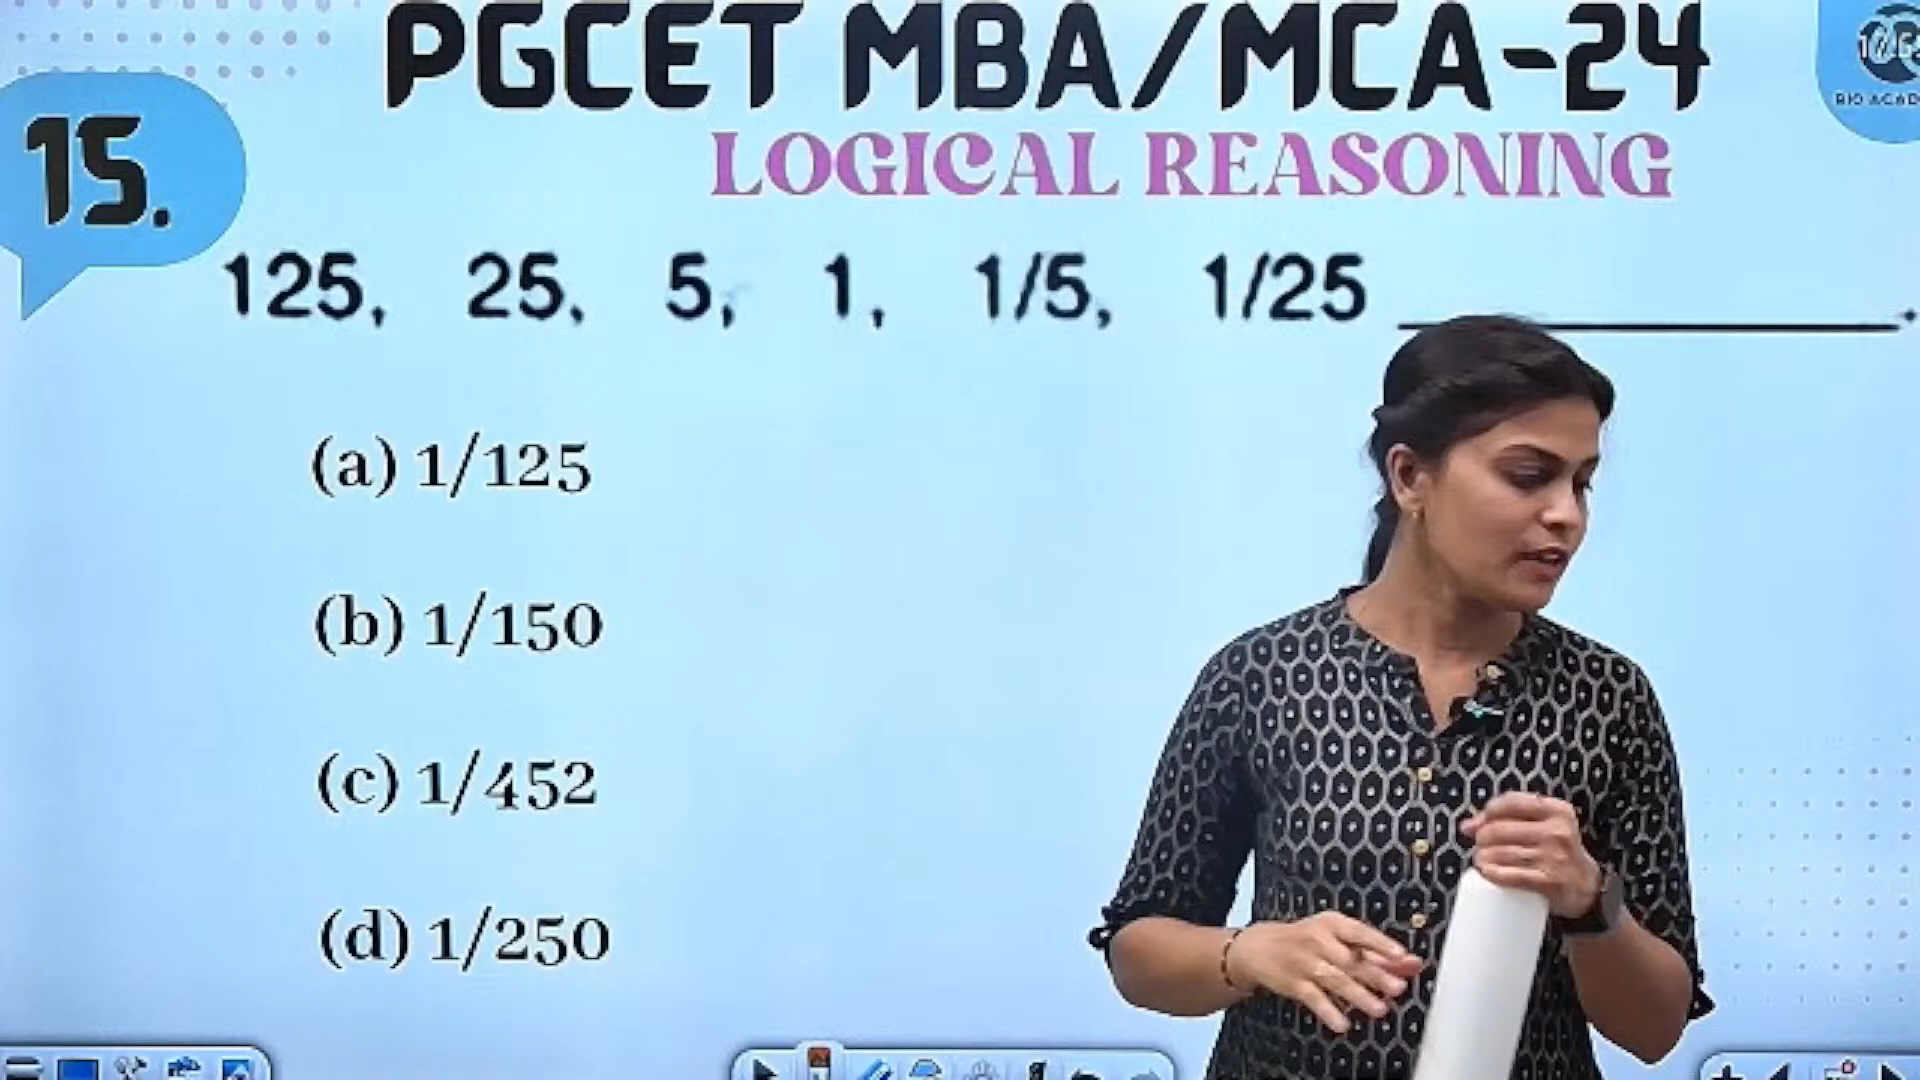 PGCET MBA/MCA-24
LOGICAL REASONING
15.
125, 25, 5, 1, 1/5, 1/25 ________.
(a) 1/125
(b) 1/150
(c) 1/452
(d) 1/250